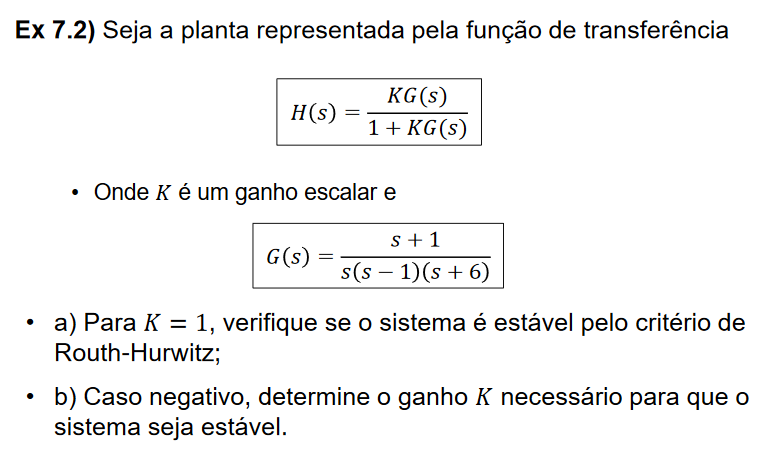 Ex 7.2) Seja a planta representada pela função de transferência
H(s) = KG(s) / 1 + KG(s)
• Onde K é um ganho escalar e
G(s) = s + 1 / s(s − 1)(s + 6)
• a) Para K = 1, verifique se o sistema é estável pelo critério de
Routh-Hurwitz;
• b) Caso negativo, determine o ganho K necessário para que o
sistema seja estável.